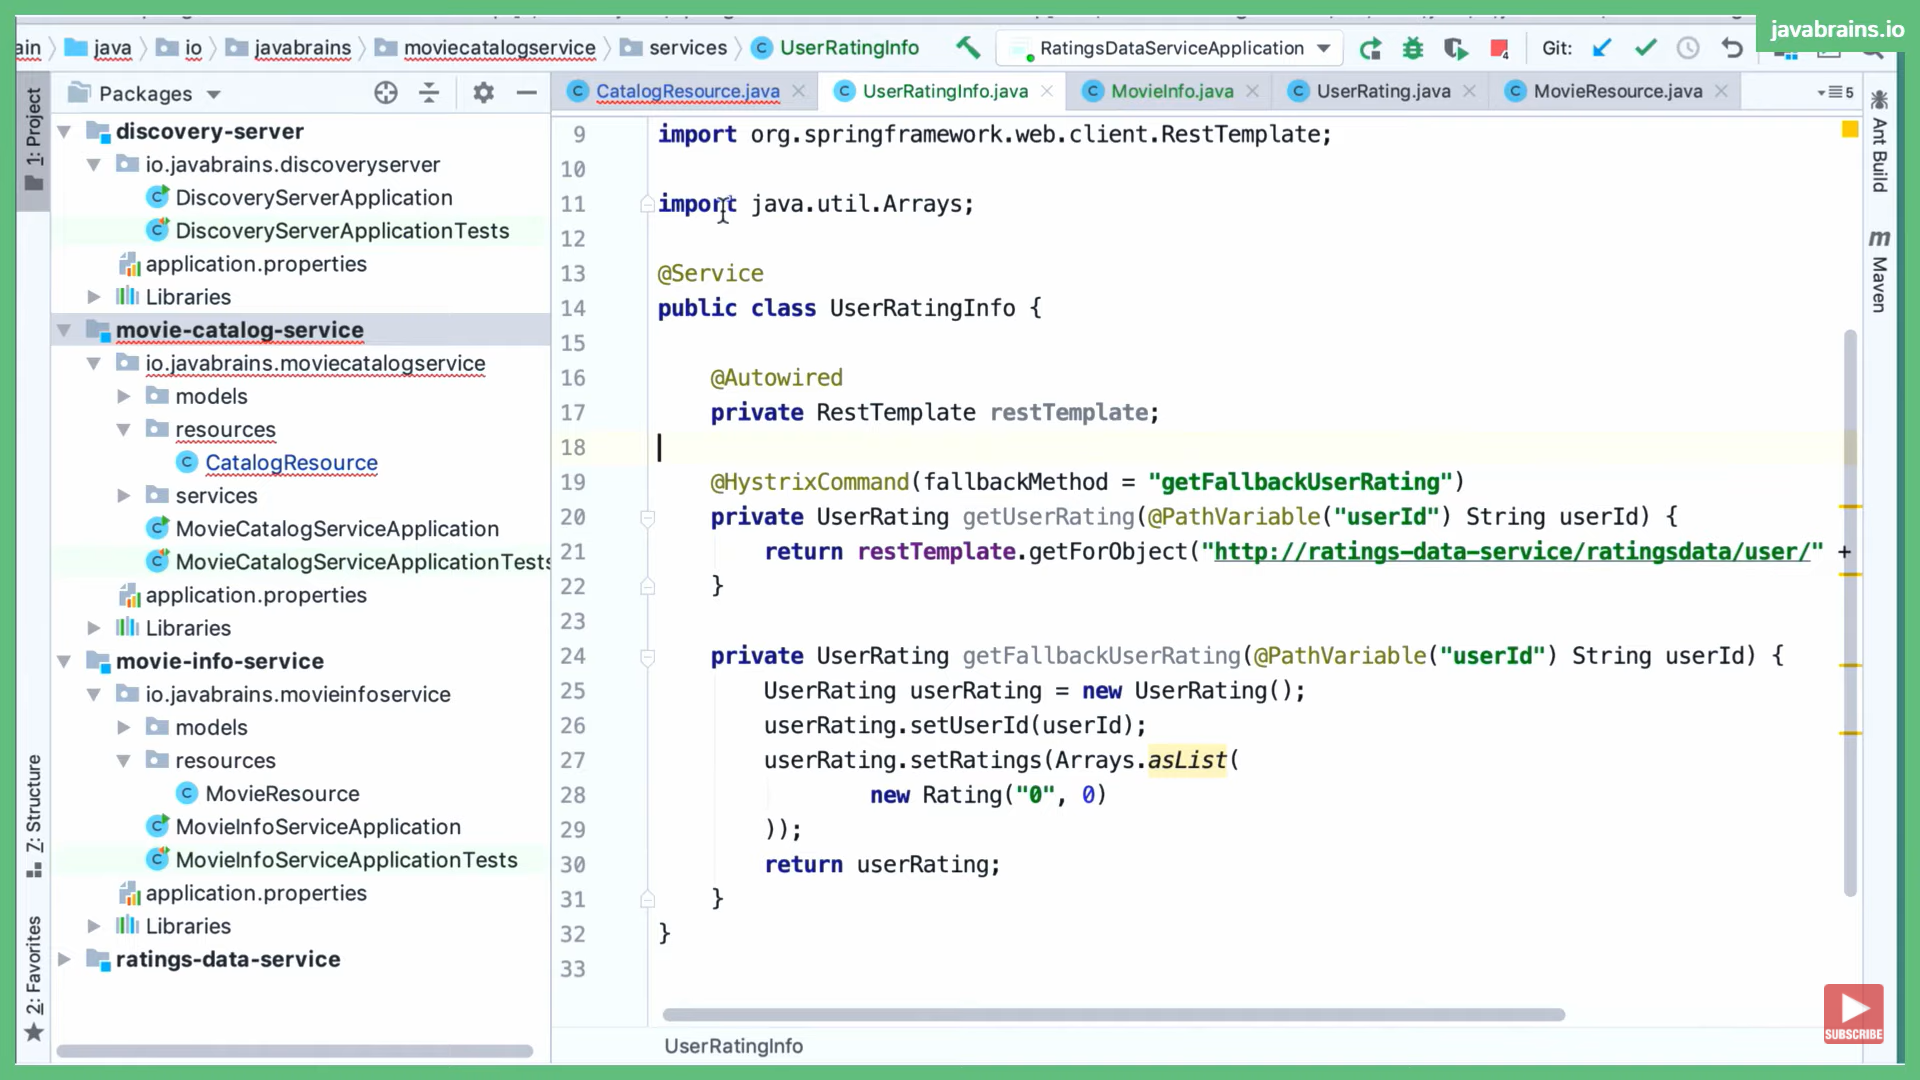 javabrains.io
ain java io javabrains moviecatalogservice services UserRatingInfo RatingsDataServiceApplication 4 Git:
Packages
CatalogResource.java UserRatingInfo.java MovieInfo.java UserRating.java MovieResource.java 5
1: Project
Z: Structure
2: Favorites
discovery-server
io.javabrains.discoveryserver
DiscoveryServerApplication
DiscoveryServerApplicationTests
application.properties
Libraries
movie-catalog-service
io.javabrains.moviecatalogservice
models
resources
CatalogResource
services
MovieCatalogServiceApplication
MovieCatalogServiceApplicationTests
application.properties
Libraries
movie-info-service
io.javabrains.movieinfoservice
models
resources
MovieResource
MovieInfoServiceApplication
MovieInfoServiceApplicationTests
application.properties
Libraries
ratings-data-service
9 import org.springframework.web.client.RestTemplate;
10
11 import java.util.Arrays;
12
13 @Service
14 public class UserRatingInfo {
15
16 @Autowired
17 private RestTemplate restTemplate;
18
19 @HystrixCommand(fallbackMethod = "getFallbackUserRating")
20 private UserRating getUserRating(@PathVariable("userId") String userId) {
21 return restTemplate.getForObject("http://ratings-data-service/ratingsdata/user/" +
22 }
23
24 private UserRating getFallbackUserRating(@PathVariable("userId") String userId) {
25 UserRating userRating = new UserRating();
26 userRating.setUserId(userId);
27 userRating.setRatings(Arrays.asList(
28 new Rating("0", 0)
29 ));
30 return userRating;
31 }
32 }
33
UserRatingInfo
Ant Build
m Maven
SUBSCRIBE